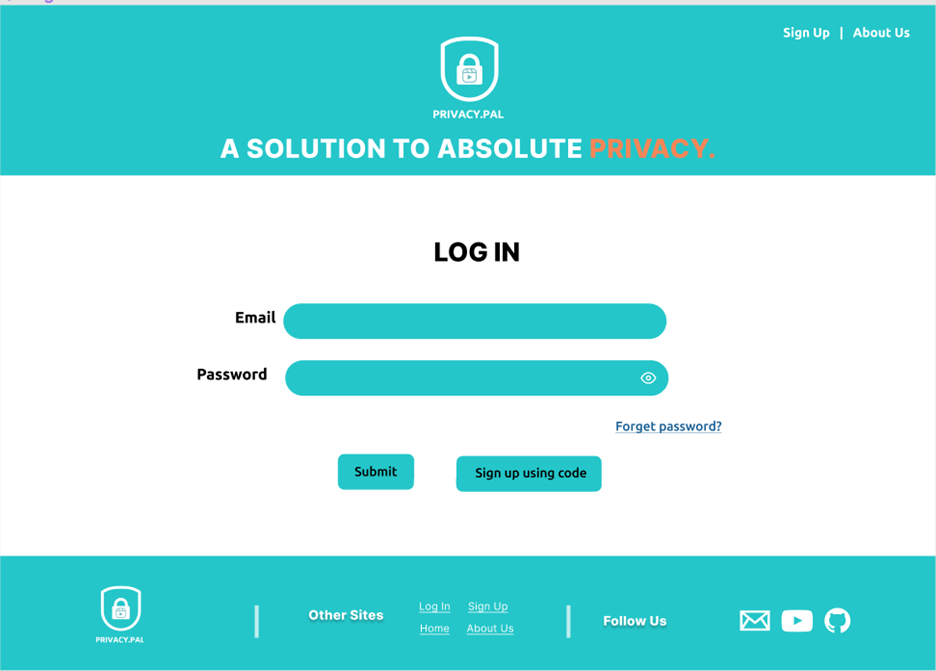 Sign Up | About Us
PRIVACY.PAL
A SOLUTION TO ABSOLUTE PRIVACY.
LOG IN
Email
Password
Forget password?
Submit
Sign up using code
PRIVACY.PAL
Other Sites
Log In Sign Up
Home About Us
Follow Us